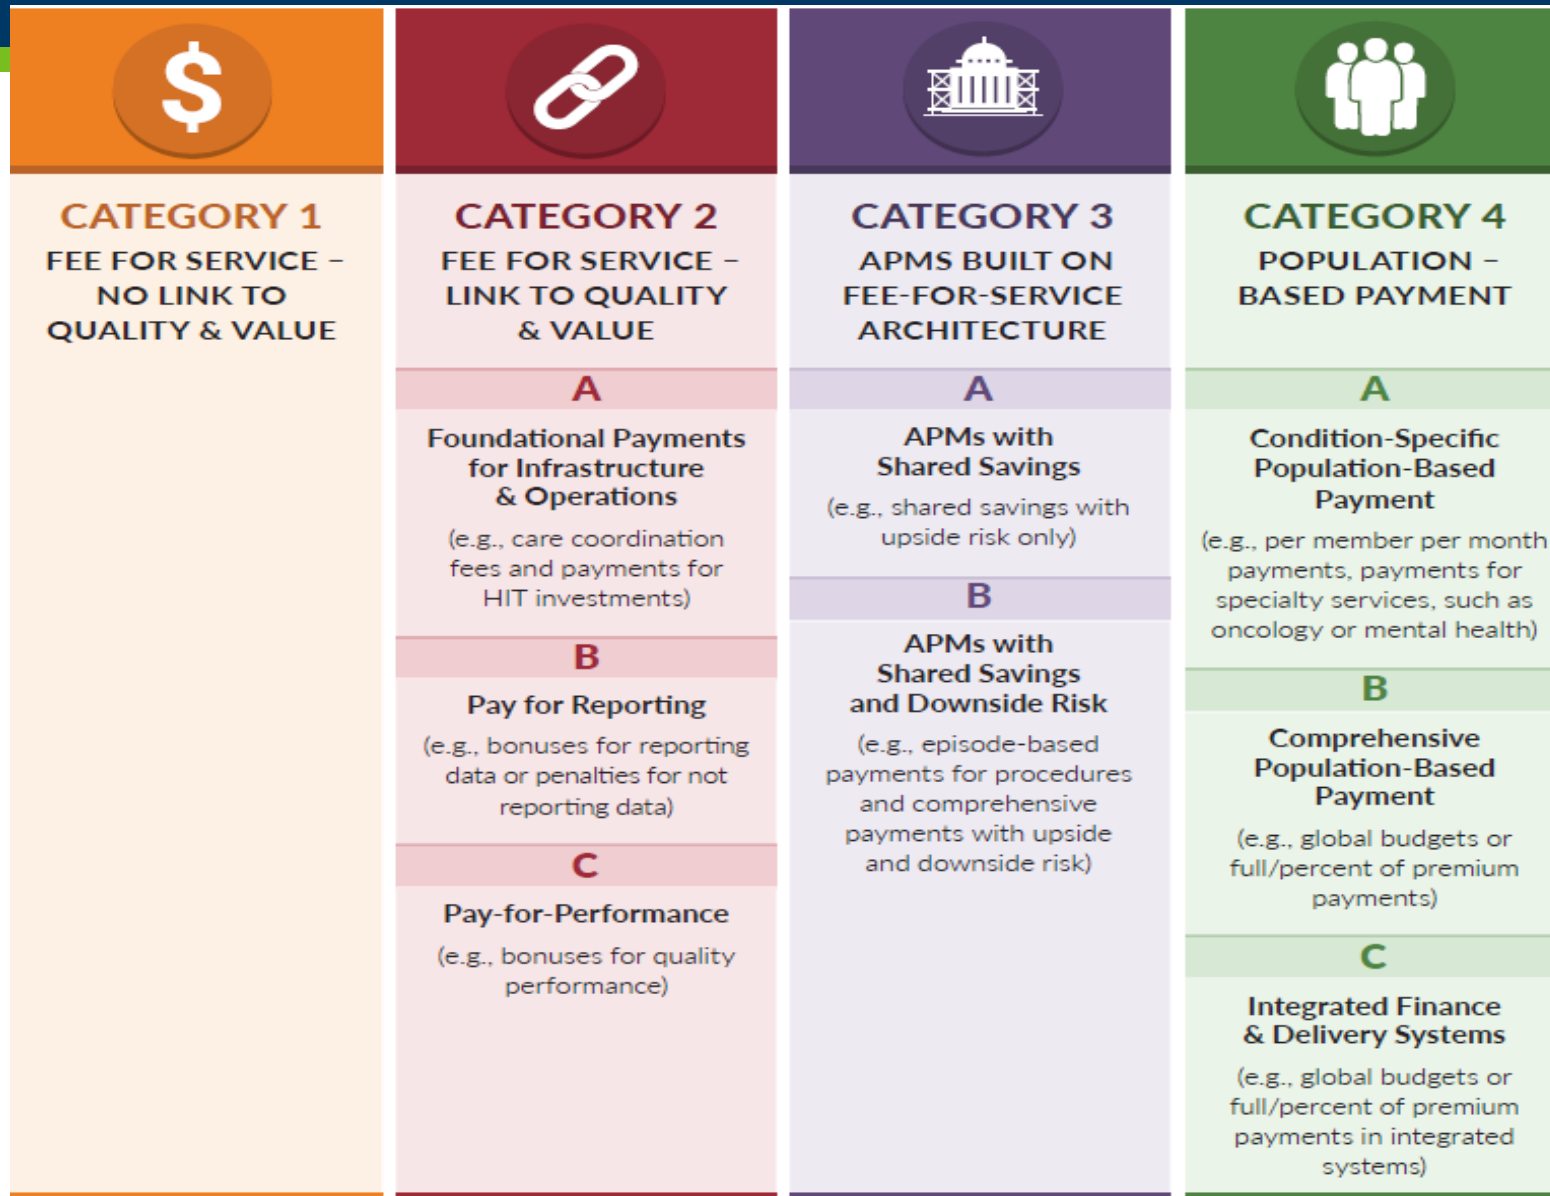 $
CATEGORY 1
FEE FOR SERVICE –
NO LINK TO
QUALITY & VALUE
CATEGORY 2
FEE FOR SERVICE –
LINK TO QUALITY
& VALUE
A
Foundational Payments
for Infrastructure
& Operations
(e.g., care coordination
fees and payments for
HIT investments)
B
Pay for Reporting
(e.g., bonuses for reporting
data or penalties for not
reporting data)
C
Pay-for-Performance
(e.g., bonuses for quality
performance)
CATEGORY 3
APMS BUILT ON
FEE-FOR-SERVICE
ARCHITECTURE
A
APMs with
Shared Savings
(e.g., shared savings with
upside risk only)
B
APMs with
Shared Savings
and Downside Risk
(e.g., episode-based
payments for procedures
and comprehensive
payments with upside
and downside risk)
CATEGORY 4
POPULATION –
BASED PAYMENT
A
Condition-Specific
Population-Based
Payment
(e.g., per member per month
payments, payments for
specialty services, such as
oncology or mental health)
B
Comprehensive
Population-Based
Payment
(e.g., global budgets or
full/percent of premium
payments)
C
Integrated Finance
& Delivery Systems
(e.g., global budgets or
full/percent of premium
payments in integrated
systems)